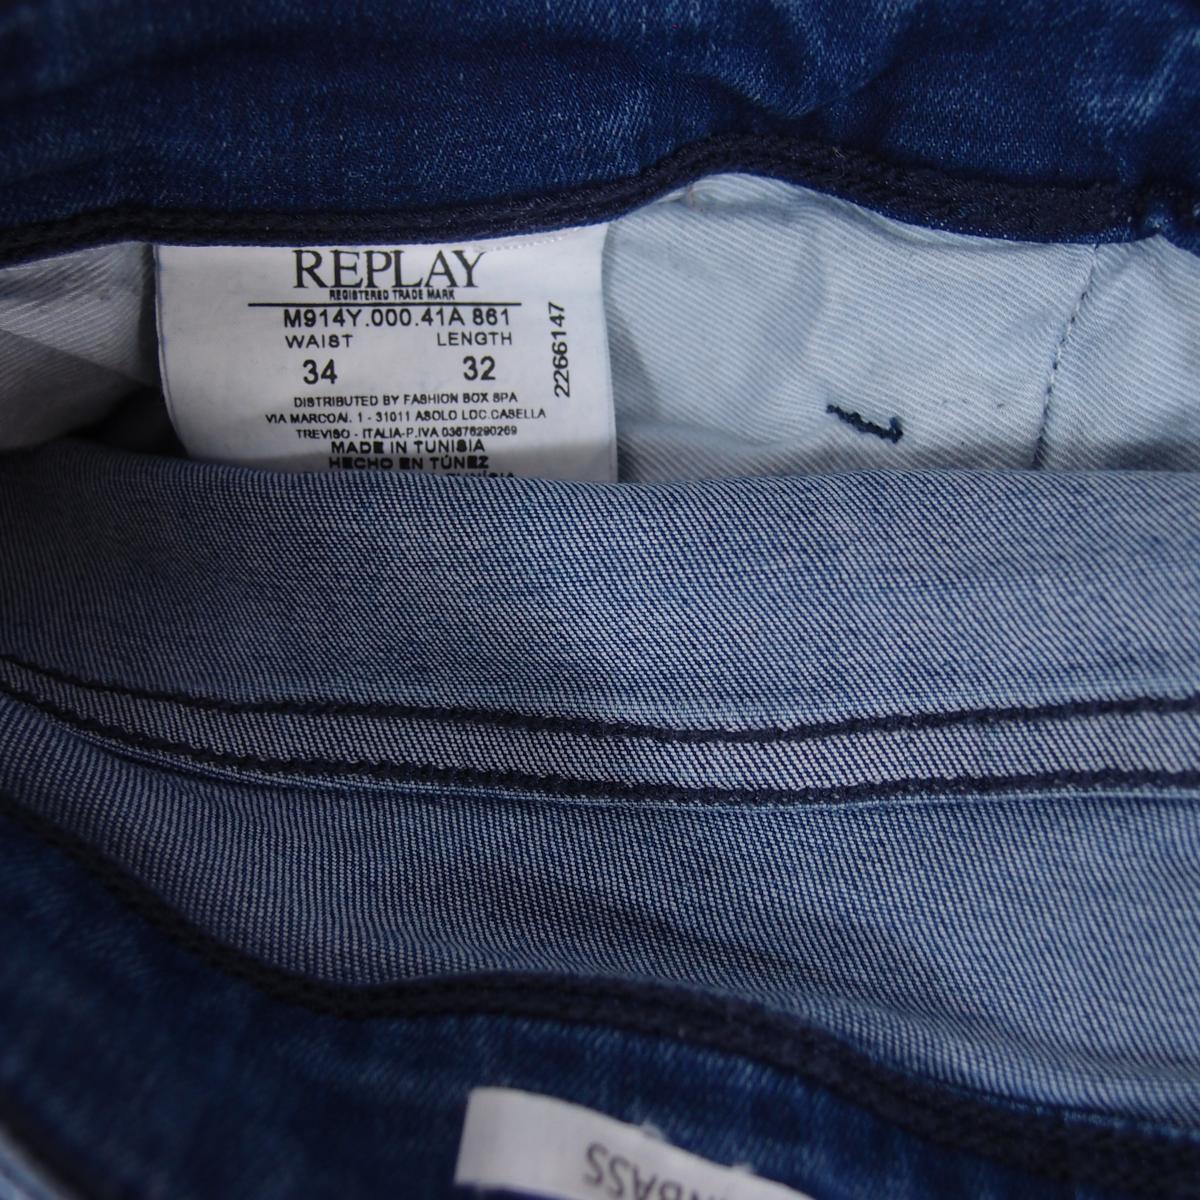 REPLAY
REGISTERED TRADE MARK
M914Y.000.41A 861
WAIST LENGTH
34 32
2266147
DISTRIBUTED BY FASHION BOX SPA
VIA MARCONI, 1 - 31011 ASOLO LOC.CASELLA
TREVISO - ITALIA-P.IVA 03676290269
MADE IN TUNISIA
HECHO EN TÚNEZ
NBASS